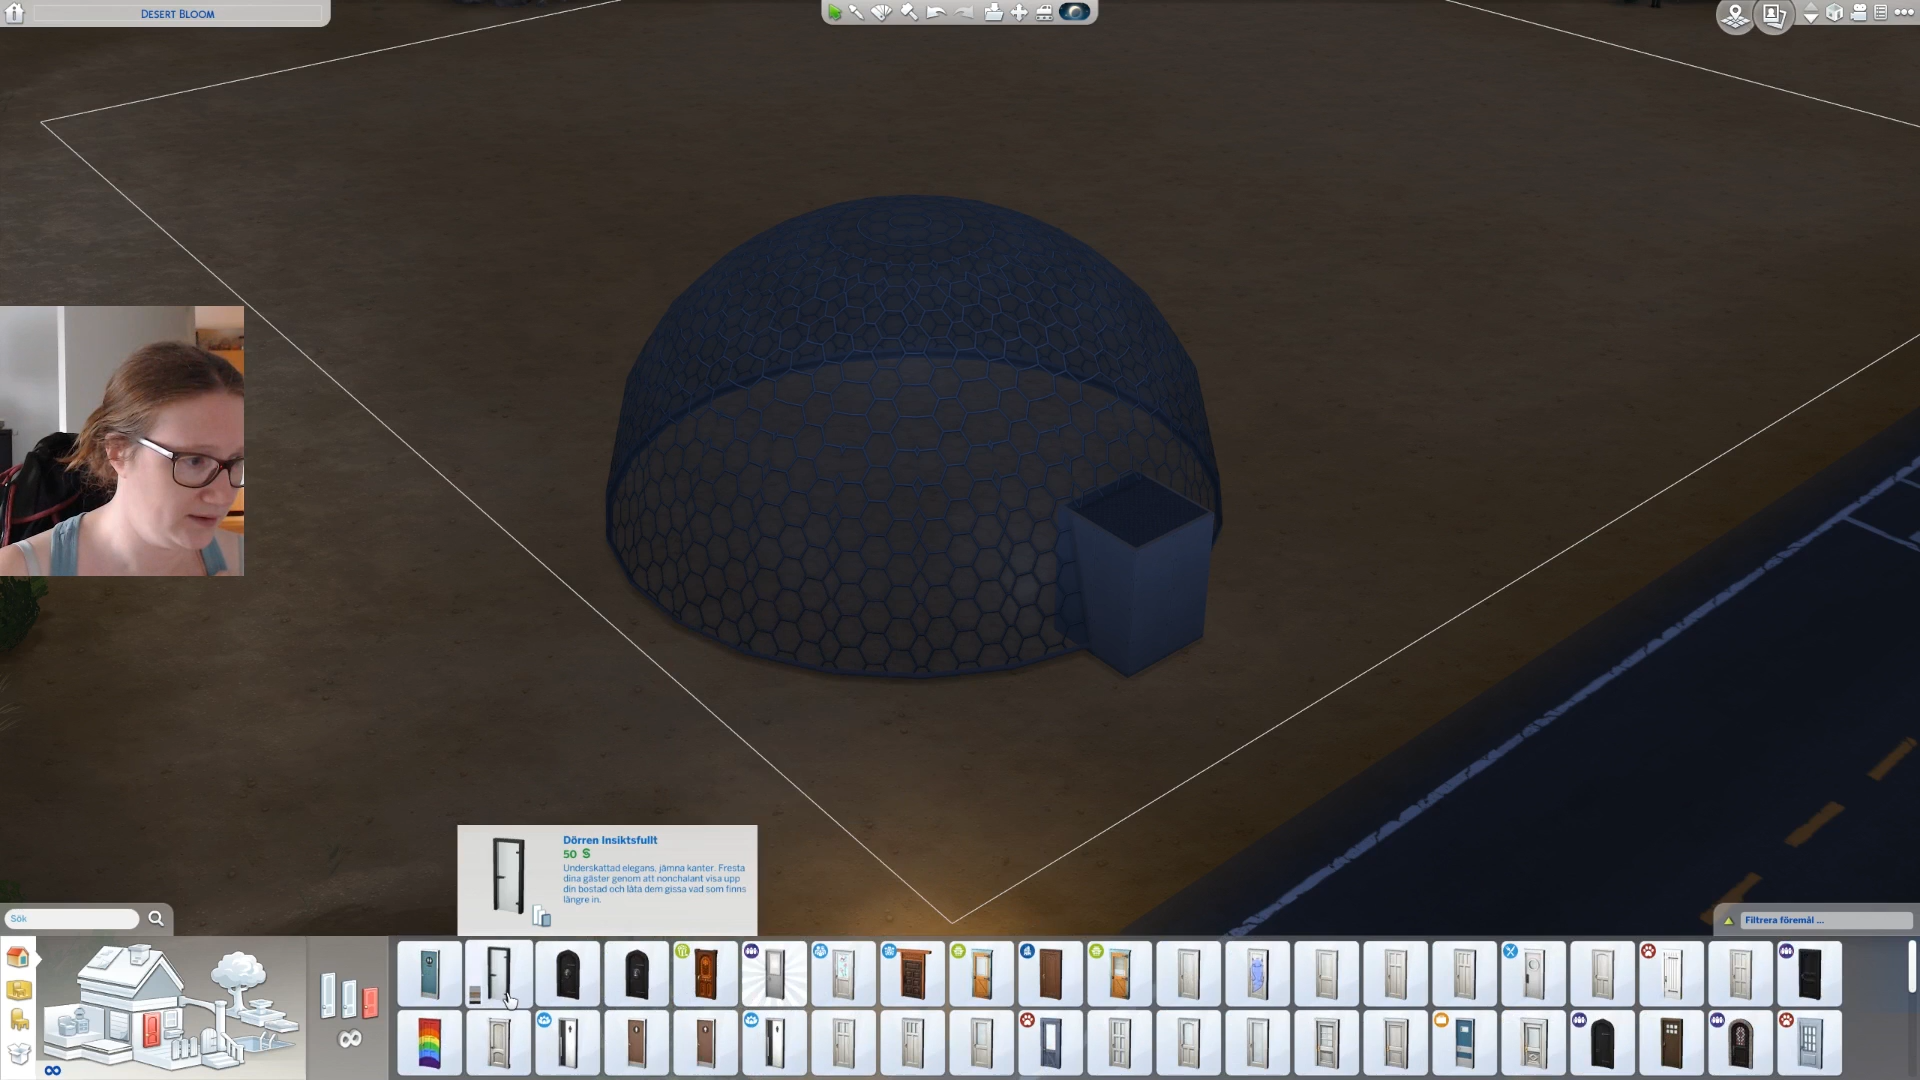 Desert Bloom
Dörren Insiktsfullt
50 $
Underskattad elegans, jämna kanter. Fresta
dina gäster genom att nonchalant visa upp
din bostad och låta dem gissa vad som finns
längre in.
Sök
Filtrera föremål ...